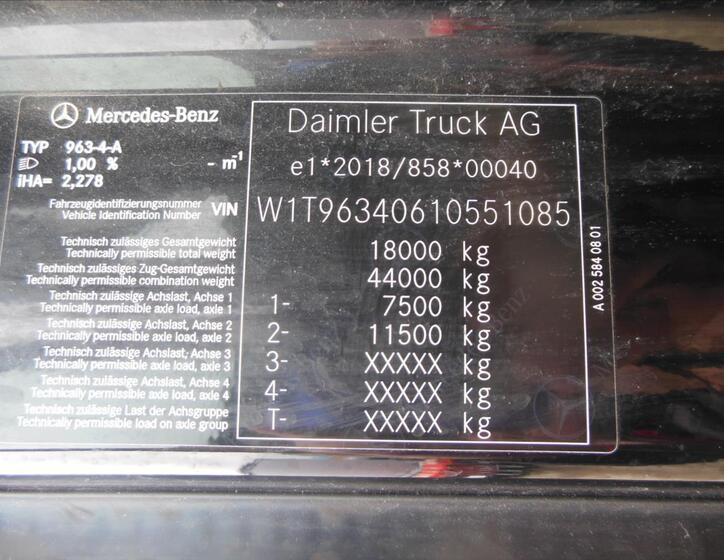 Mercedes-Benz
TYP 963-4-A
1,00 % - m-1
iHA= 2,278
Daimler Truck AG
e1*2018/858*00040
Fahrzeugidentifizierungsnummer
Vehicle Identification Number VIN W1T96340610551085
Technisch zulässiges Gesamtgewicht
Technically permissible total weight 18000 kg
Technisch zulässiges Zug-Gesamtgewicht
Technically permissible combination weight 44000 kg
Technisch zulässige Achslast, Achse 1
Technically permissible axle load, axle 1 1- 7500 kg
Technisch zulässige Achslast, Achse 2
Technically permissible axle load, axle 2 2- 11500 kg
Technisch zulässige Achslast, Achse 3
Technically permissible axle load, axle 3 3- XXXXX kg
Technisch zulässige Achslast, Achse 4
Technically permissible axle load, axle 4 4- XXXXX kg
Technisch zulässige Last der Achsgruppe
Technically permissible load on axle group T- XXXXX kg
A 002 584 08 01